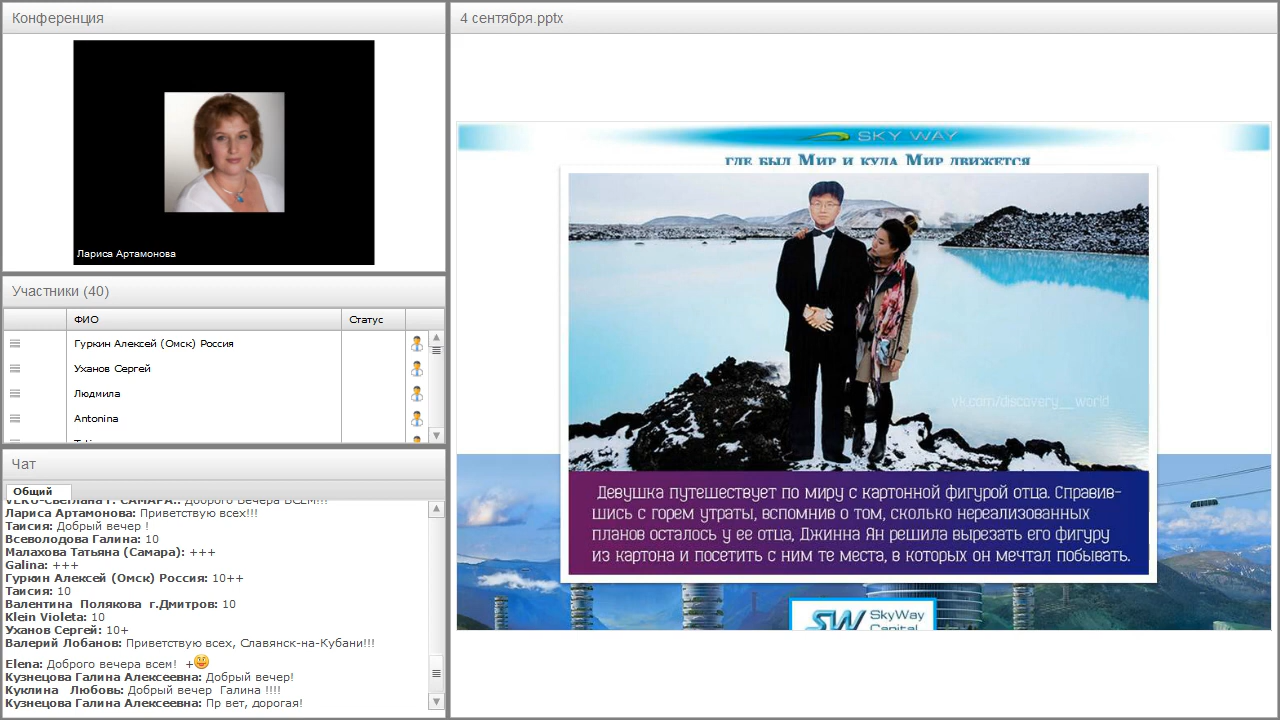 Конференция
Лариса Артамонова
Участники (40)
ФИО
Статус
Гуркин Алексей (Омск) Россия
Уханов Сергей
Людмила
Antonina
Чат
Общий
Лариса Артамонова: Приветствую всех!!!
Таисия: Добрый вечер !
Всеволодова Галина: 10
Малахова Татьяна (Самара): +++
Galina: +++
Гуркин Алексей (Омск) Россия: 10++
Таисия: 10
Валентина Полякова г.Дмитров: 10
Klein Violeta: 10
Уханов Сергей: 10+
Валерий Лобанов: Приветствую всех, Славянск-на-Кубани!!!
Elena: Доброго вечера всем! +
Кузнецова Галина Алексеевна: Добрый вечер!
Куклина Любовь: Добрый вечер Галина !!!!
Кузнецова Галина Алексеевна: Пр вет, дорогая!
4 сентября.pptx
SKY WAY
где был Мир и куда Мир движется
vk.com/discovery__world
Девушка путешествует по миру с картонной фигурой отца. Справив-
шись с горем утраты, вспомнив о том, сколько нереализованных
планов осталось у ее отца, Джинна Ян решила вырезать его фигуру
из картона и посетить с ним те места, в которых он мечтал побывать.
SW SkyWay
Capital